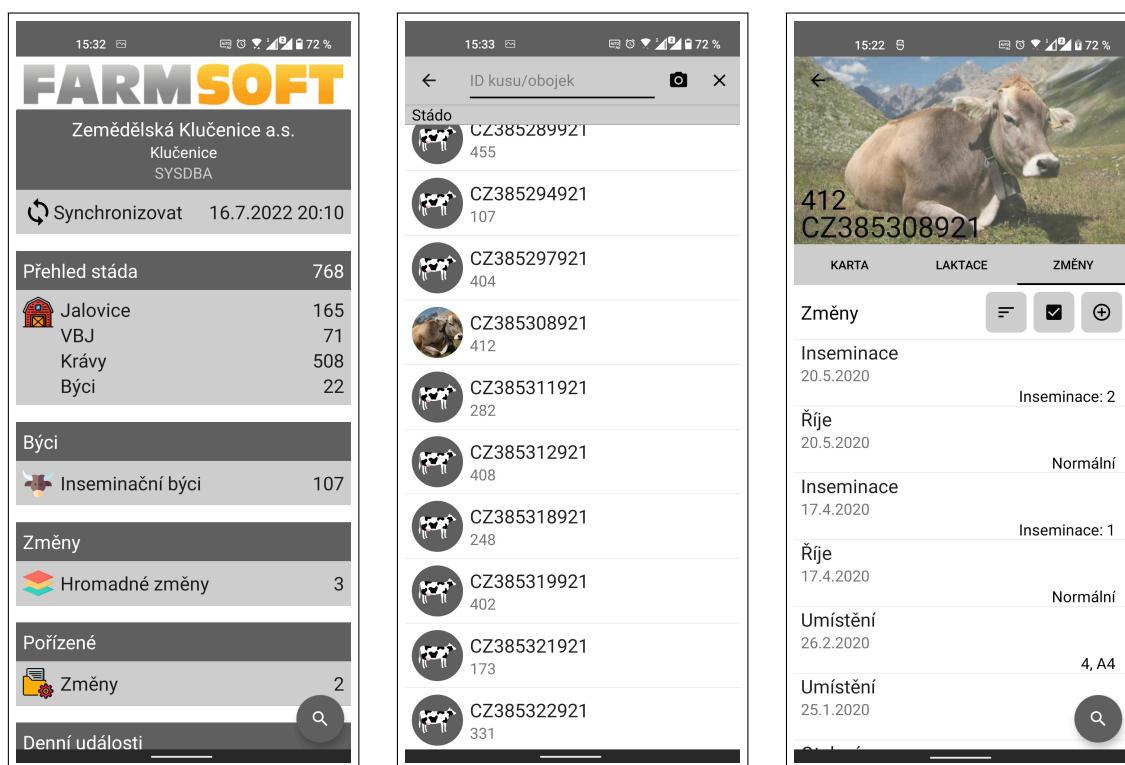 15:32 72 %
FARMSOFT
Zemědělská Klučenice a.s.
Klučenice
SYSDBA
Synchronizovat 16.7.2022 20:10
Přehled stáda 768
Jalovice 165
VBJ 71
Krávy 508
Býci 22
Býci
Inseminační býci 107
Změny
Hromadné změny 3
Pořízené
Změny 2
Denní události
15:33 72 %
ID kusu/obojek
Stádo
CZ385289921
455
CZ385294921
107
CZ385297921
404
CZ385308921
412
CZ385311921
282
CZ385312921
408
CZ385318921
248
CZ385319921
402
CZ385321921
173
CZ385322921
331
15:22 72 %
412
CZ385308921
KARTA LAKTACE ZMĚNY
Změny
Inseminace
20.5.2020
Inseminace: 2
Říje
20.5.2020
Normální
Inseminace
17.4.2020
Inseminace: 1
Říje
17.4.2020
Normální
Umístění
26.2.2020
4, A4
Umístění
25.1.2020